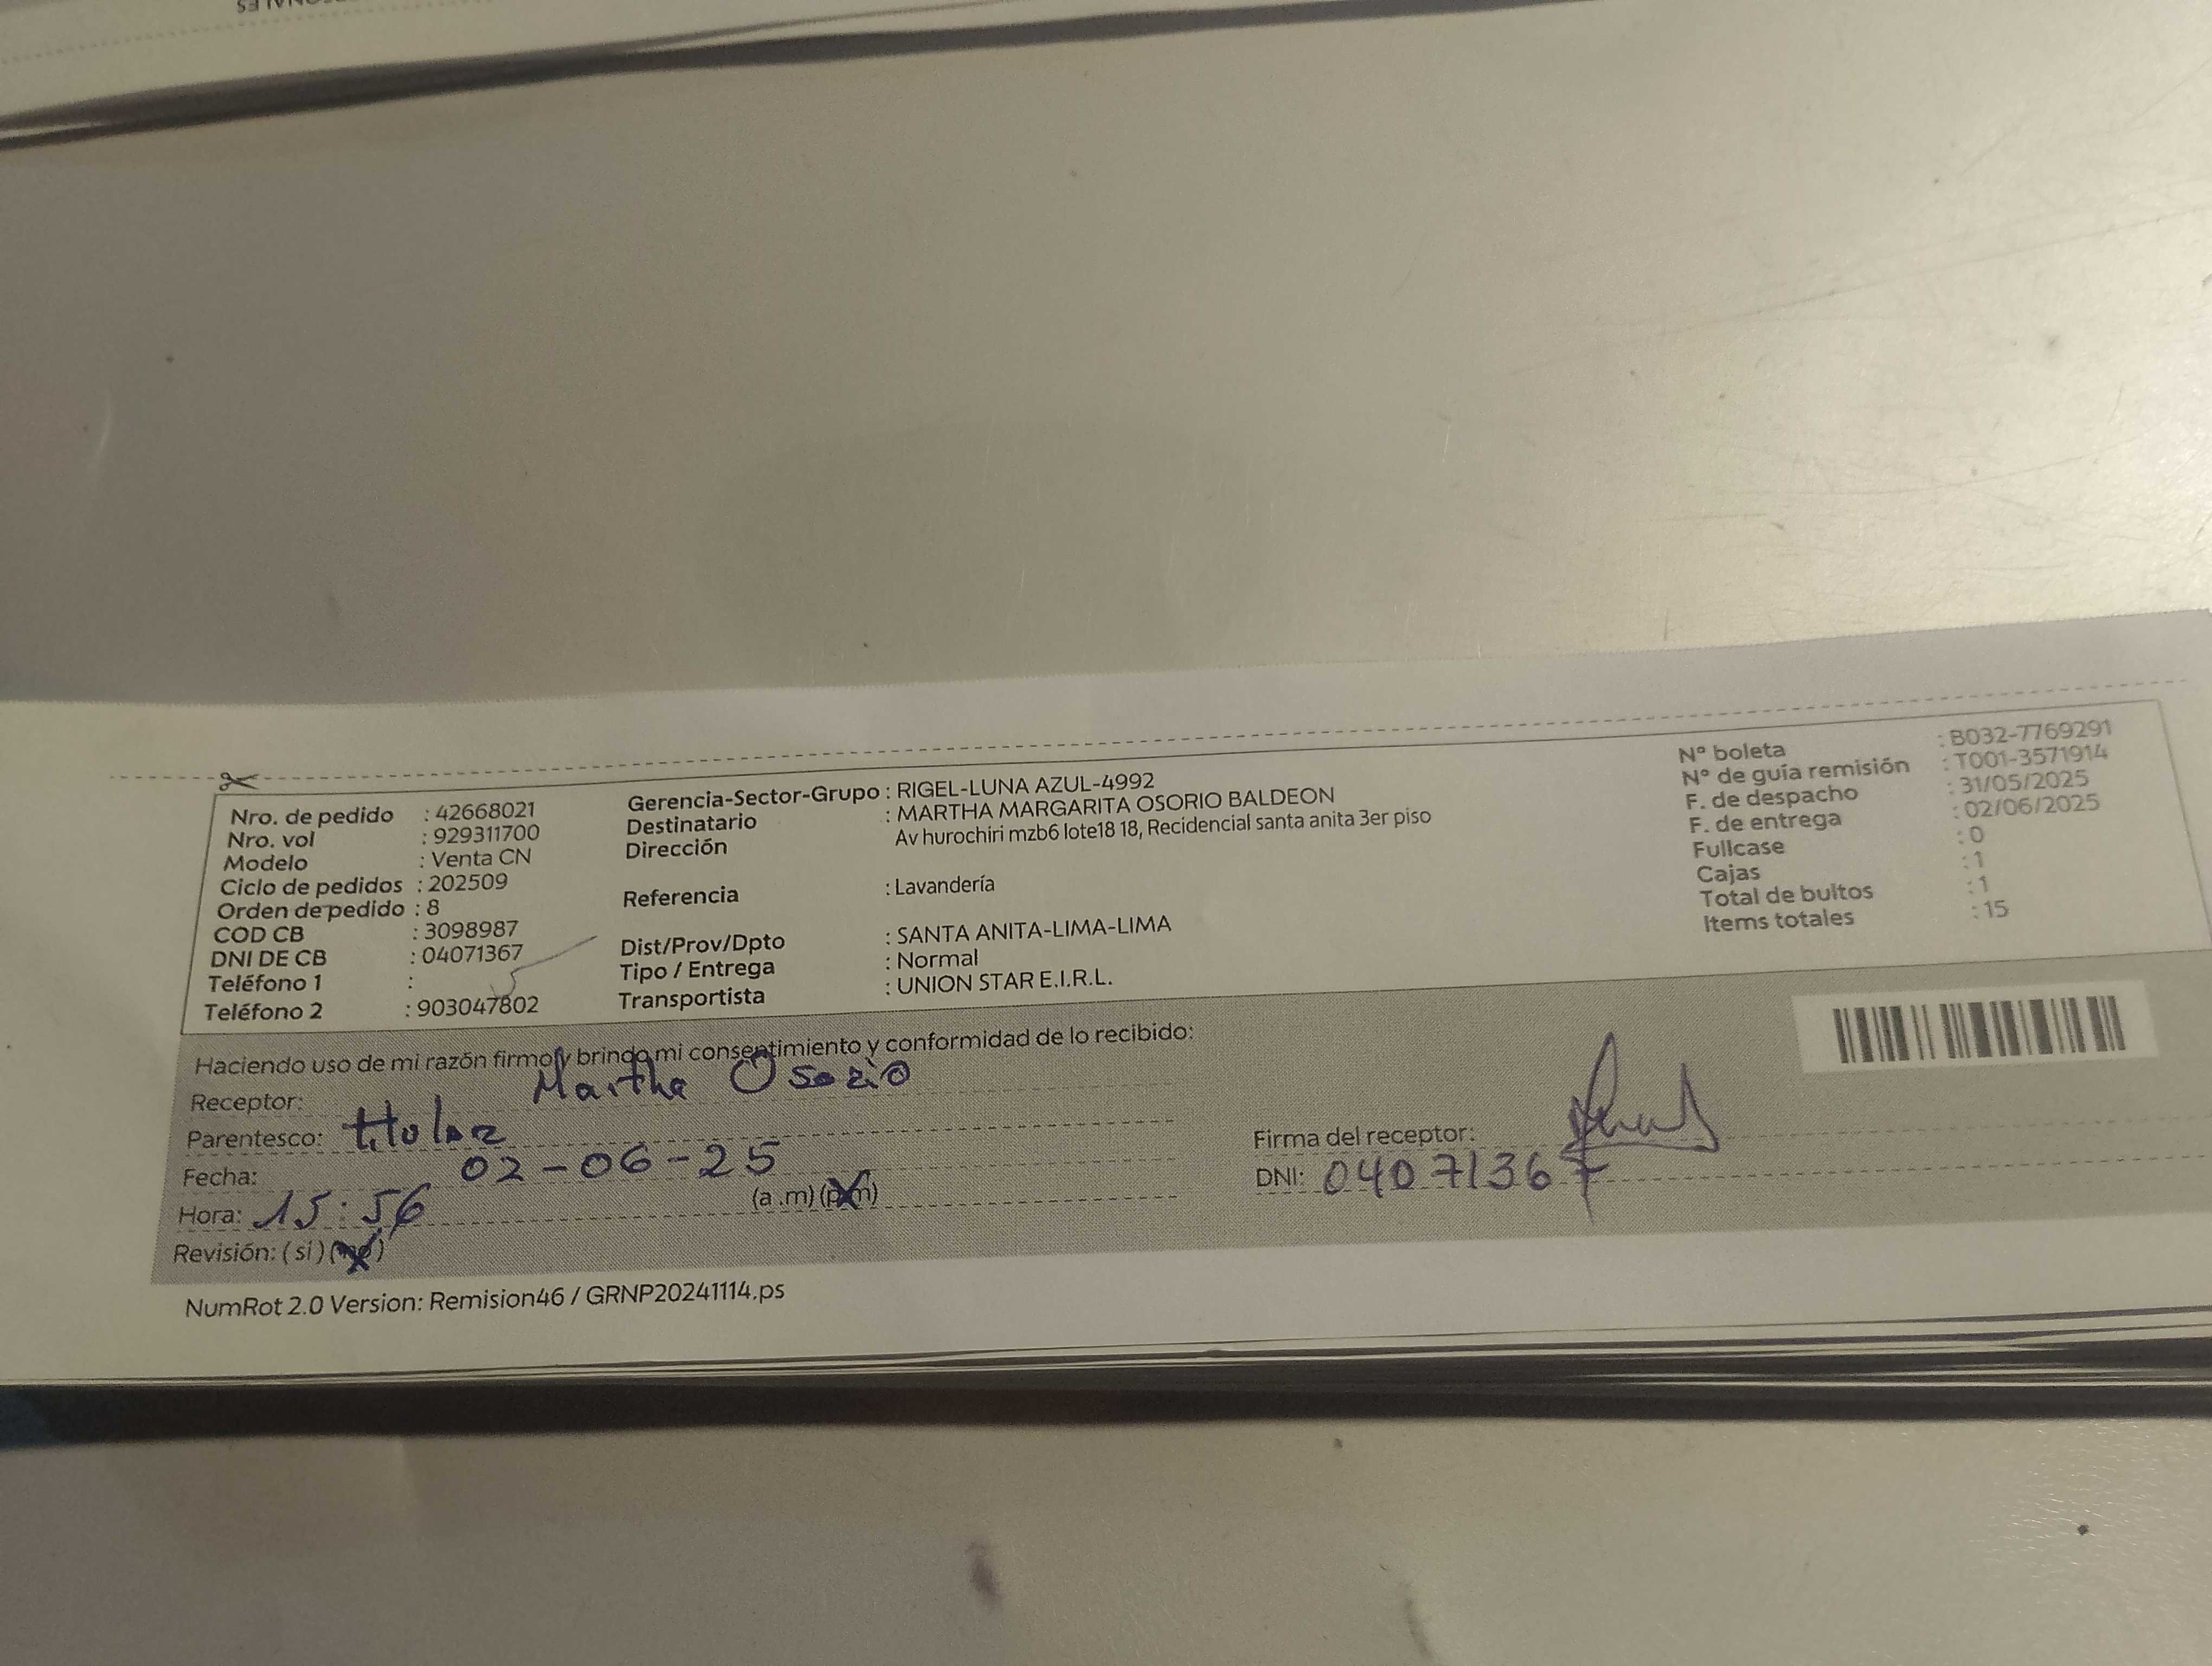 Nro. de pedido : 42668021
Nro. vol : 929311700
Modelo : Venta CN
Ciclo de pedidos : 202509
Orden de pedido : 8
COD CB : 3098987
DNI DE CB : 04071367
Teléfono 1 :
Teléfono 2 : 903047802
Gerencia-Sector-Grupo : RIGEL-LUNA AZUL-4992
Destinatario : MARTHA MARGARITA OSORIO BALDEON
Dirección Av hurochiri mzb6 lote18 18, Recidencial santa anita 3er piso
Referencia : Lavandería
Dist/Prov/Dpto : SANTA ANITA-LIMA-LIMA
Tipo / Entrega : Normal
Transportista : UNION STAR E.I.R.L.
N° boleta : B032-7769291
N° de guía remisión : T001-3571914
F. de despacho : 31/05/2025
F. de entrega : 02/06/2025
Fullcase : 0
Cajas : 1
Total de bultos : 1
Items totales : 15
Haciendo uso de mi razón firmo y brindo mi consentimiento y conformidad de lo recibido:
Receptor: Martha Osorio
Parentesco: titular
Fecha: 02-06-25
Hora: 15:56 (a.m) (p.m)
Revisión: (si) (no)
Firma del receptor:
DNI: 04071367
NumRot 2.0 Version: Remision46 / GRNP20241114.ps